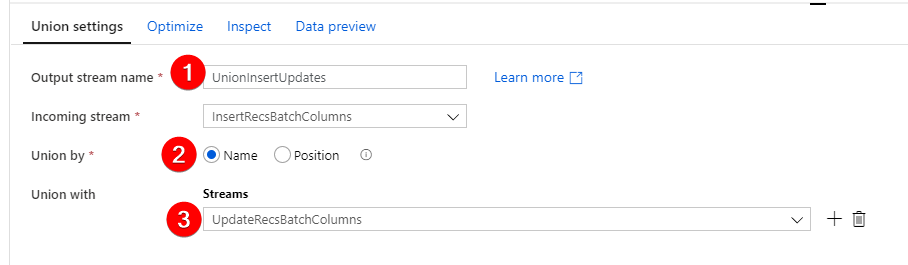 Union settings Optimize Inspect Data preview
Output stream name * 1 UnionInsertUpdates Learn more
Incoming stream * InsertRecsBatchColumns
Union by * 2 Name Position
Union with Streams
3 UpdateRecsBatchColumns